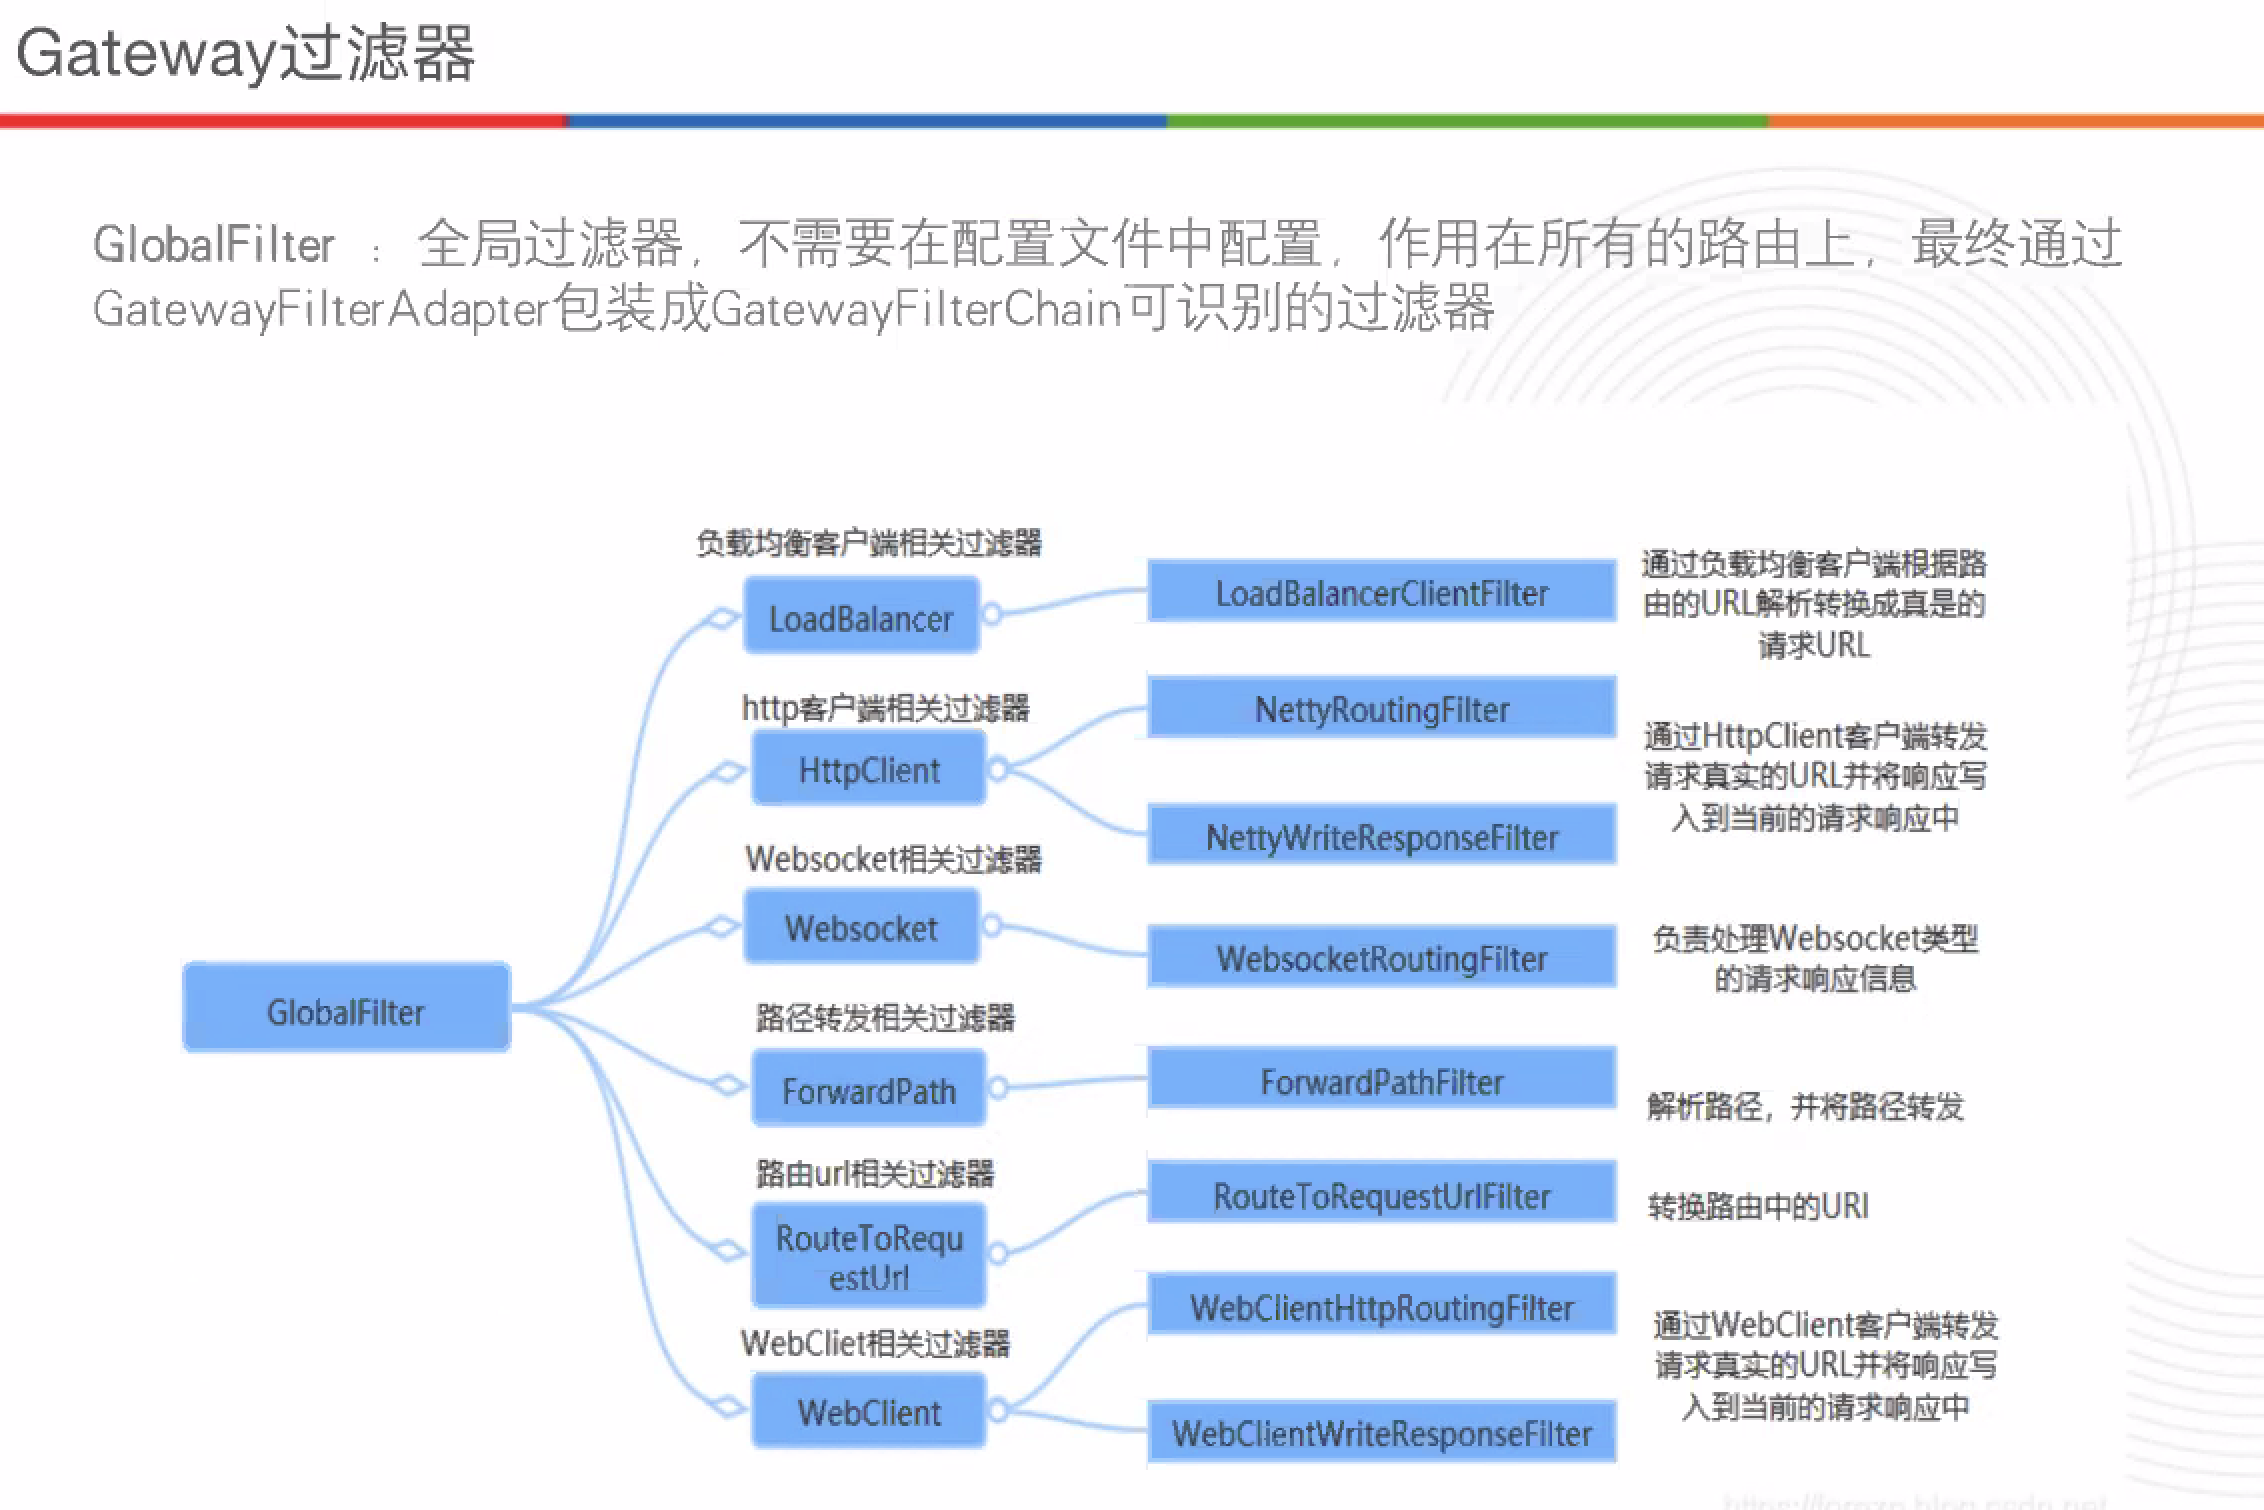 Gateway过滤器
GlobalFilter ： 全局过滤器，不需要在配置文件中配置，作用在所有的路由上，最终通过
GatewayFilterAdapter包装成GatewayFilterChain可识别的过滤器
负载均衡客户端相关过滤器
LoadBalancer
LoadBalancerClientFilter
通过负载均衡客户端根据路
由的URL解析转换成真是的
请求URL
http客户端相关过滤器
HttpClient
NettyRoutingFilter
NettyWriteResponseFilter
通过HttpClient客户端转发
请求真实的URL并将响应写
入到当前的请求响应中
Websocket相关过滤器
Websocket
WebsocketRoutingFilter
负责处理Websocket类型
的请求响应信息
GlobalFilter
路径转发相关过滤器
ForwardPath
ForwardPathFilter
解析路径，并将路径转发
路由url相关过滤器
RouteToRequ
estUrl
RouteToRequestUrlFilter
转换路由中的URI
WebCliet相关过滤器
WebClient
WebClientHttpRoutingFilter
WebClientWriteResponseFilter
通过WebClient客户端转发
请求真实的URL并将响应写
入到当前的请求响应中